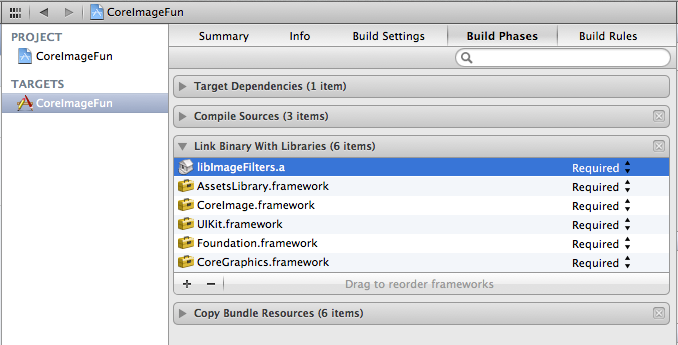 CoreImageFun
PROJECT
CoreImageFun
TARGETS
CoreImageFun
Summary Info Build Settings Build Phases Build Rules
Target Dependencies (1 item)
Compile Sources (3 items)
Link Binary With Libraries (6 items)
libImageFilters.a Required
AssetsLibrary.framework Required
CoreImage.framework Required
UIKit.framework Required
Foundation.framework Required
CoreGraphics.framework Required
+ − Drag to reorder frameworks
Copy Bundle Resources (6 items)